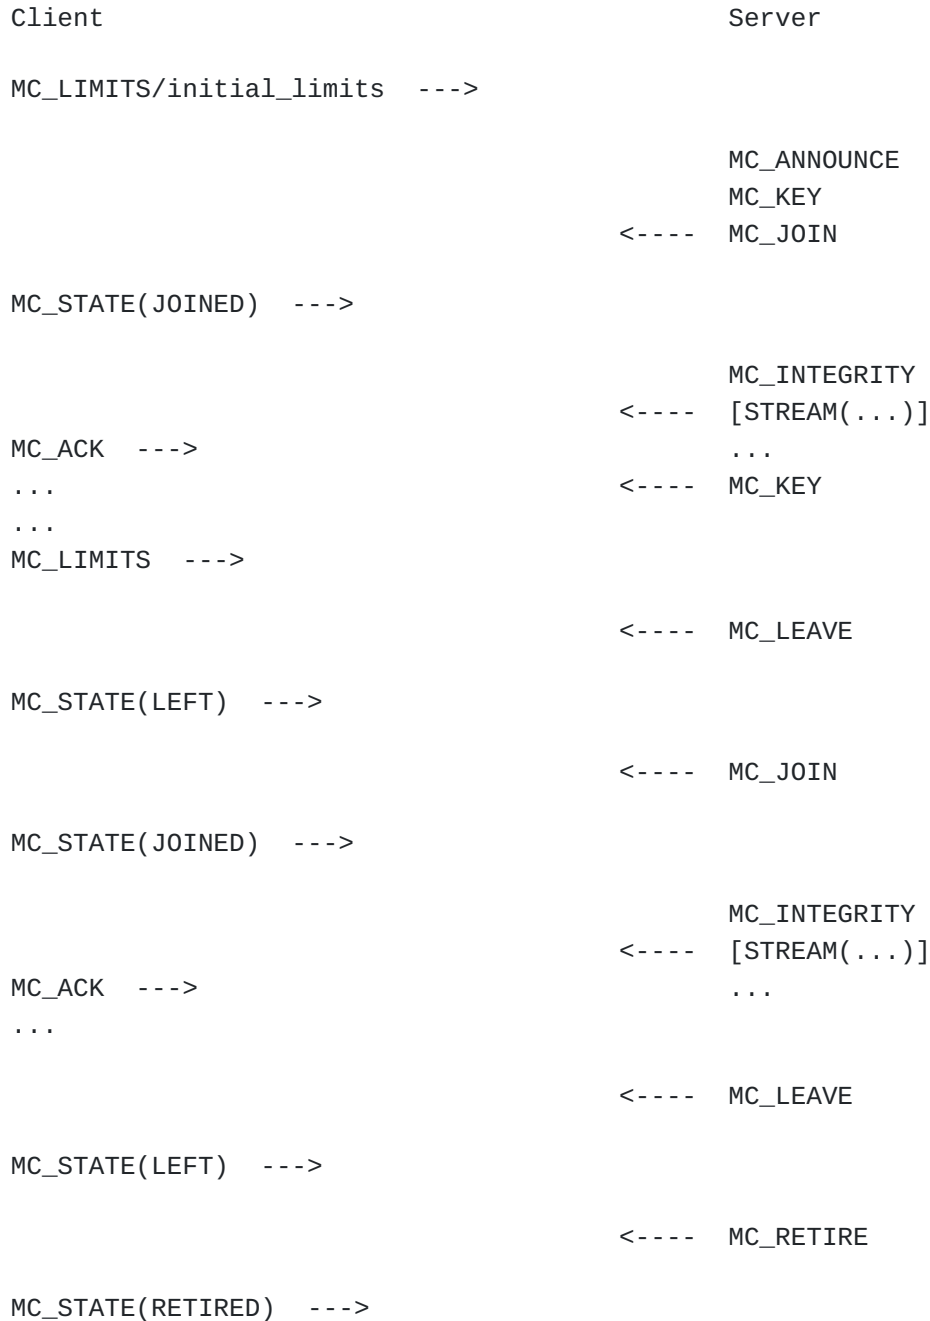 Client                                        Server

MC_LIMITS/initial_limits  --->

                                              MC_ANNOUNCE
                                              MC_KEY
                                       <----  MC_JOIN

MC_STATE(JOINED)  --->

                                              MC_INTEGRITY
                                       <----  [STREAM(...)]
MC_ACK  --->                                  ...
...                                    <----  MC_KEY
...
MC_LIMITS  --->

                                       <----  MC_LEAVE

MC_STATE(LEFT)  --->

                                       <----  MC_JOIN

MC_STATE(JOINED)  --->

                                              MC_INTEGRITY
                                       <----  [STREAM(...)]
MC_ACK  --->                                  ...
...

                                       <----  MC_LEAVE

MC_STATE(LEFT)  --->

                                       <----  MC_RETIRE

MC_STATE(RETIRED)  --->